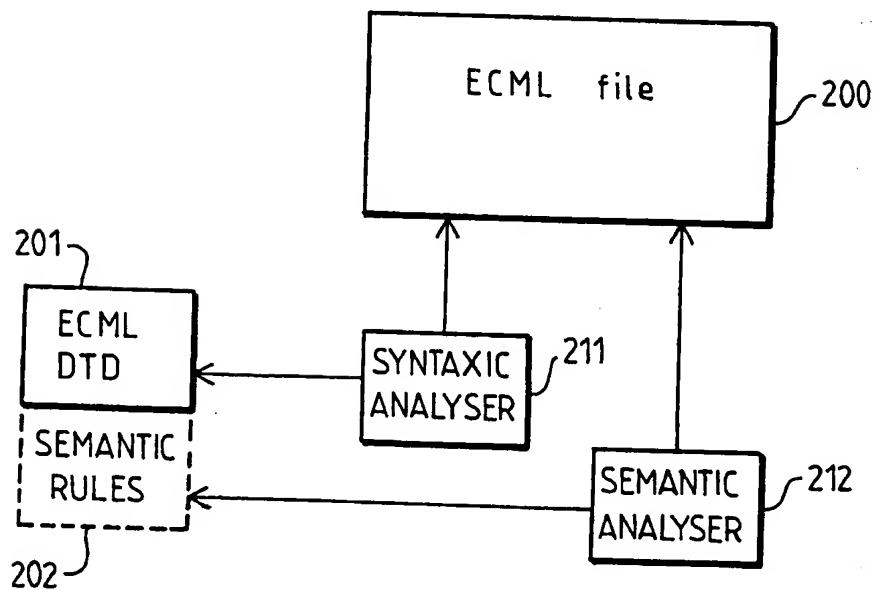 ECML file
200
201
ECML
DTD
SYNTAXIC
ANALYSER
211
SEMANTIC
RULES
202
SEMANTIC
ANALYSER
212